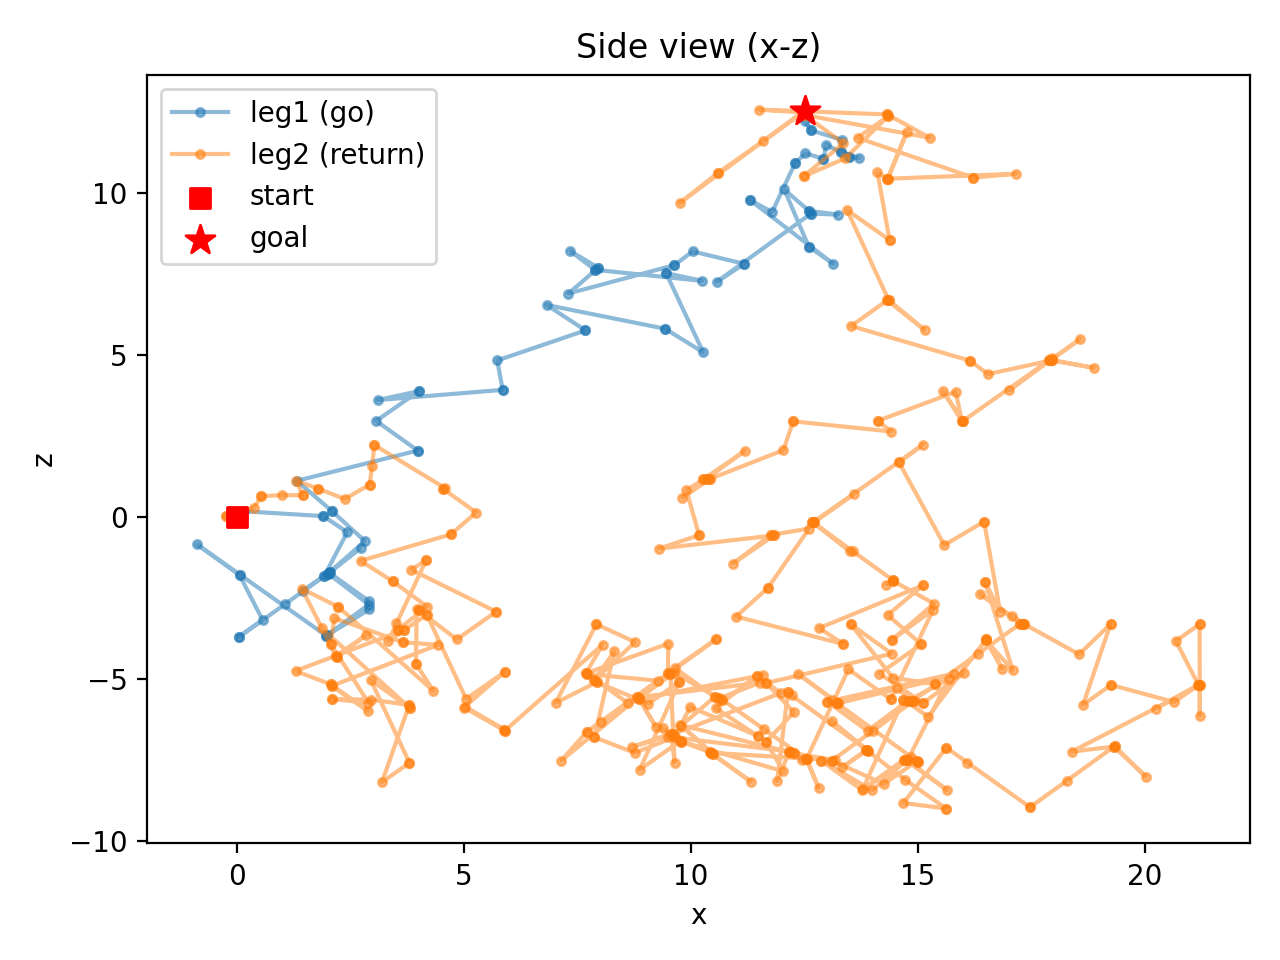 Side view (x-z)
leg1 (go)
leg2 (return)
start
goal
z
10
5
0
−5
−10
0
5
10
15
20
x